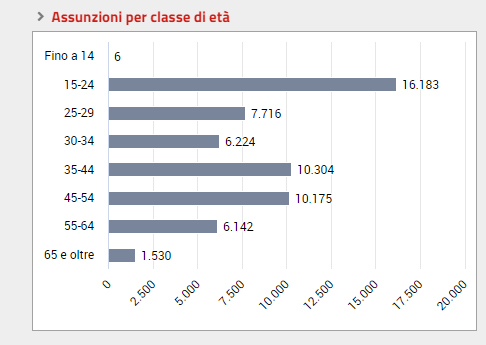 Assunzioni per classe di età
Fino a 14 6
15-24 16.183
25-29 7.716
30-34 6.224
35-44 10.304
45-54 10.175
55-64 6.142
65 e oltre 1.530
0 2.500 5.000 7.500 10.000 12.500 15.000 17.500 20.000